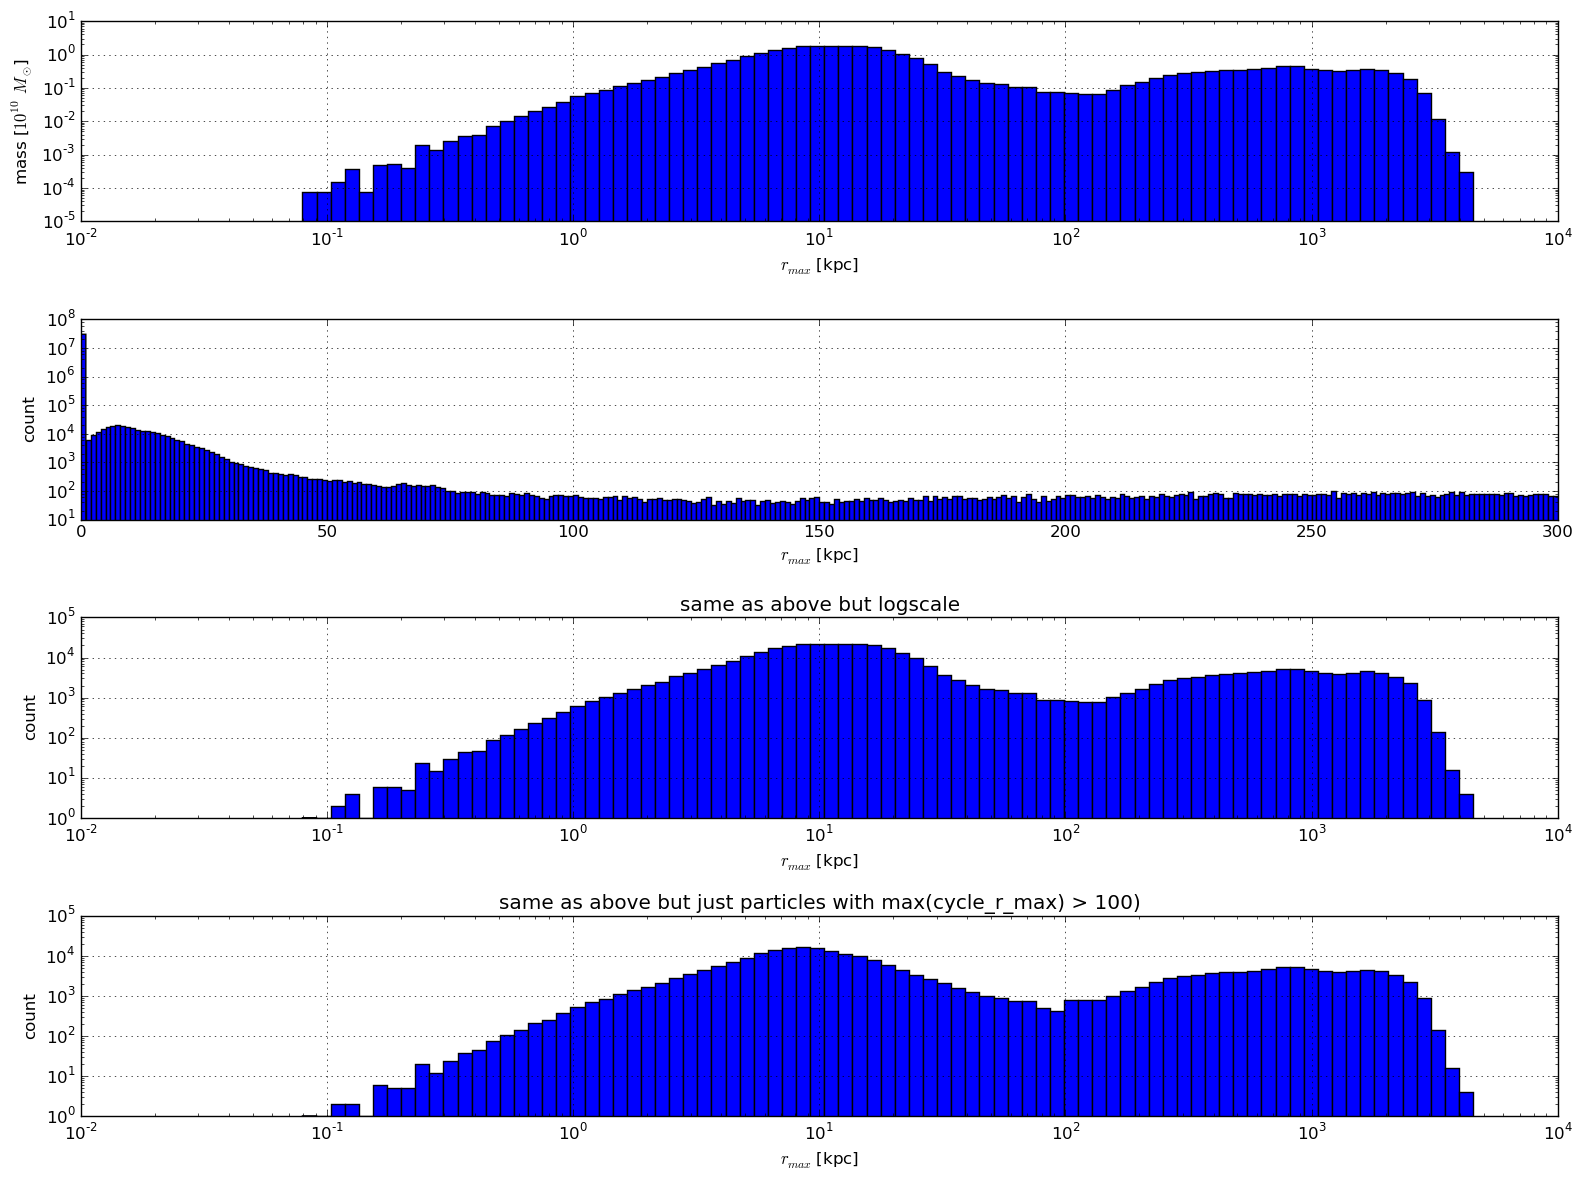 10^1
10^0
10^-1
10^-2
10^-3
10^-4
10^-5
mass [10^10 M_⊙]
10^-2 10^-1 10^0 10^1 10^2 10^3 10^4
r_max [kpc]
10^8
10^7
10^6
10^5
10^4
10^3
10^2
10^1
count
0 50 100 150 200 250 300
r_max [kpc]
same as above but logscale
10^5
10^4
10^3
10^2
10^1
10^0
count
10^-2 10^-1 10^0 10^1 10^2 10^3 10^4
r_max [kpc]
same as above but just particles with max(cycle_r_max) > 100)
10^5
10^4
10^3
10^2
10^1
10^0
count
10^-2 10^-1 10^0 10^1 10^2 10^3 10^4
r_max [kpc]